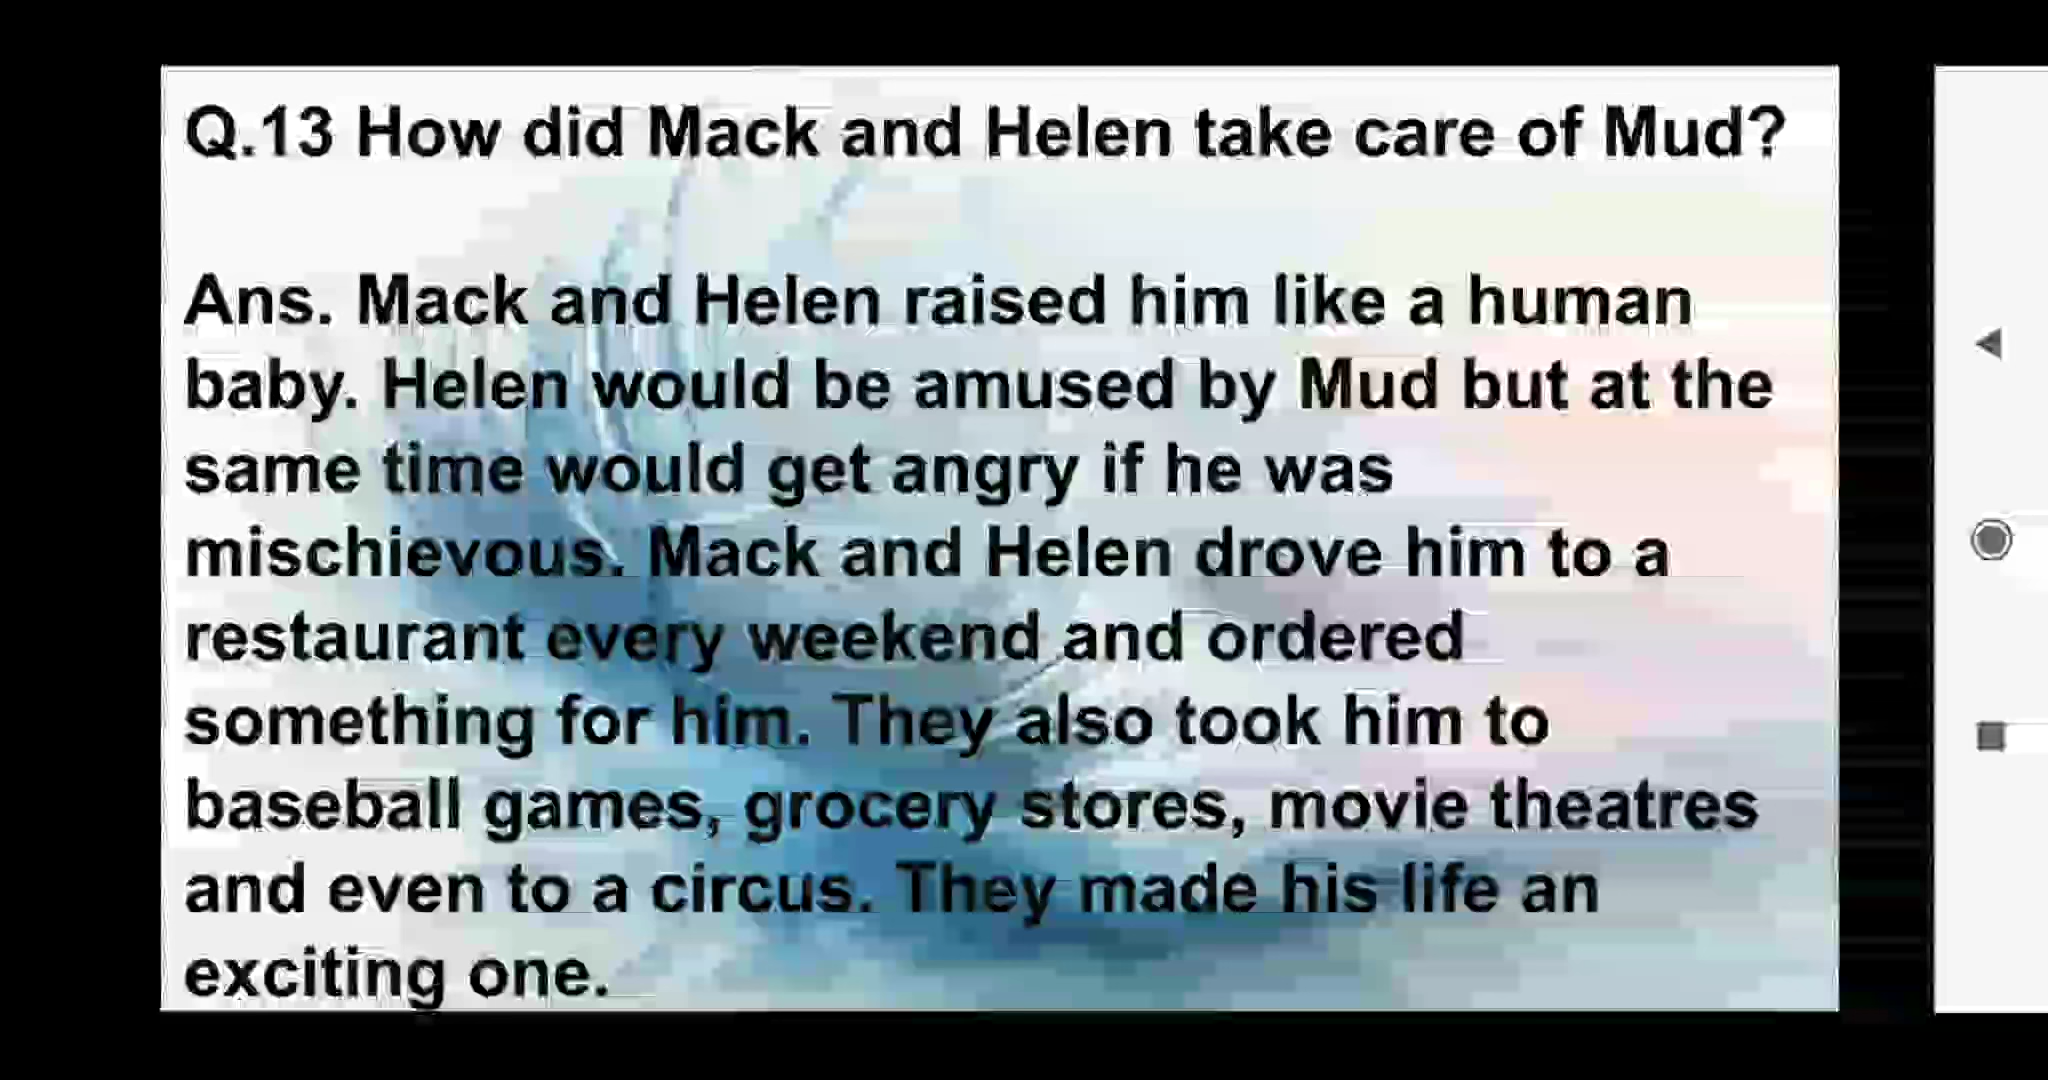 Q.13 How did Mack and Helen take care of Mud?
Ans. Mack and Helen raised him like a human
baby. Helen would be amused by Mud but at the
same time would get angry if he was
mischievous. Mack and Helen drove him to a
restaurant every weekend and ordered
something for him. They also took him to
baseball games, grocery stores, movie theatres
and even to a circus. They made his life an
exciting one.